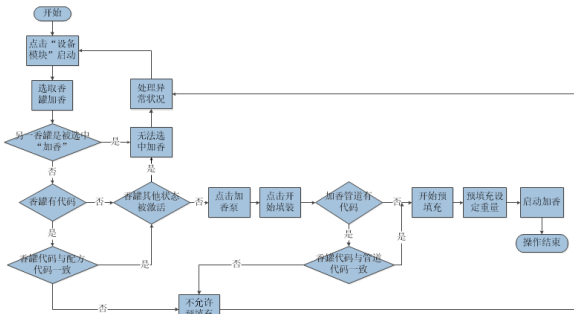 开始
点击“设备
模块”启动
选取香
罐加香
处理异
常状况
另一香罐是被选中
“加香”
是
无法选
中加香
否
是
香罐有代码
否
香罐其他状态
被激活
否
点击加
香泵
点击开
始填装
加香管道有
代码
否
开始预
填充
预填充设
定重量
启动加香
是
是
是
操作结束
香罐代码与配方
代码一致
是
否
香罐代码与管道
代码一致
否
不允许
预填充